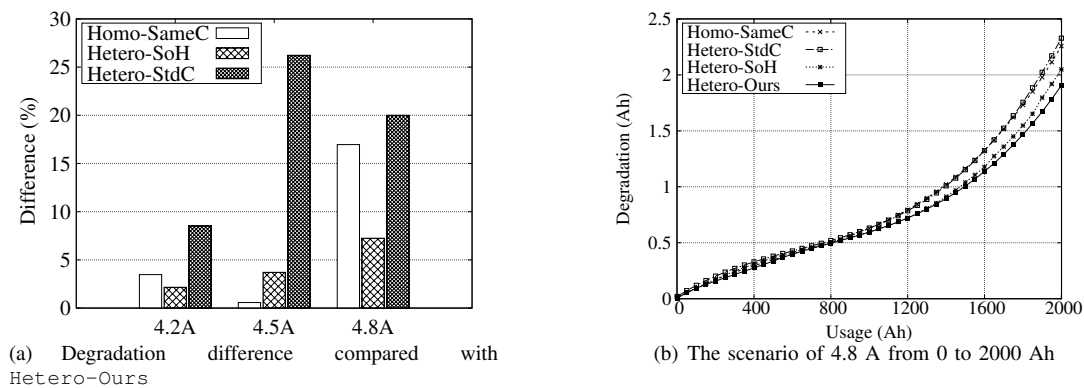 30
25
20
15
10
5
0
Difference (%)
Homo-SameC
Hetero-SoH
Hetero-StdC
4.2A 4.5A 4.8A
(a) Degradation difference compared with
Hetero-Ours
2.5
2
1.5
1
0.5
0
Degradation (Ah)
Homo-SameC
Hetero-StdC
Hetero-SoH
Hetero-Ours
0 400 800 1200 1600 2000
Usage (Ah)
(b) The scenario of 4.8 A from 0 to 2000 Ah